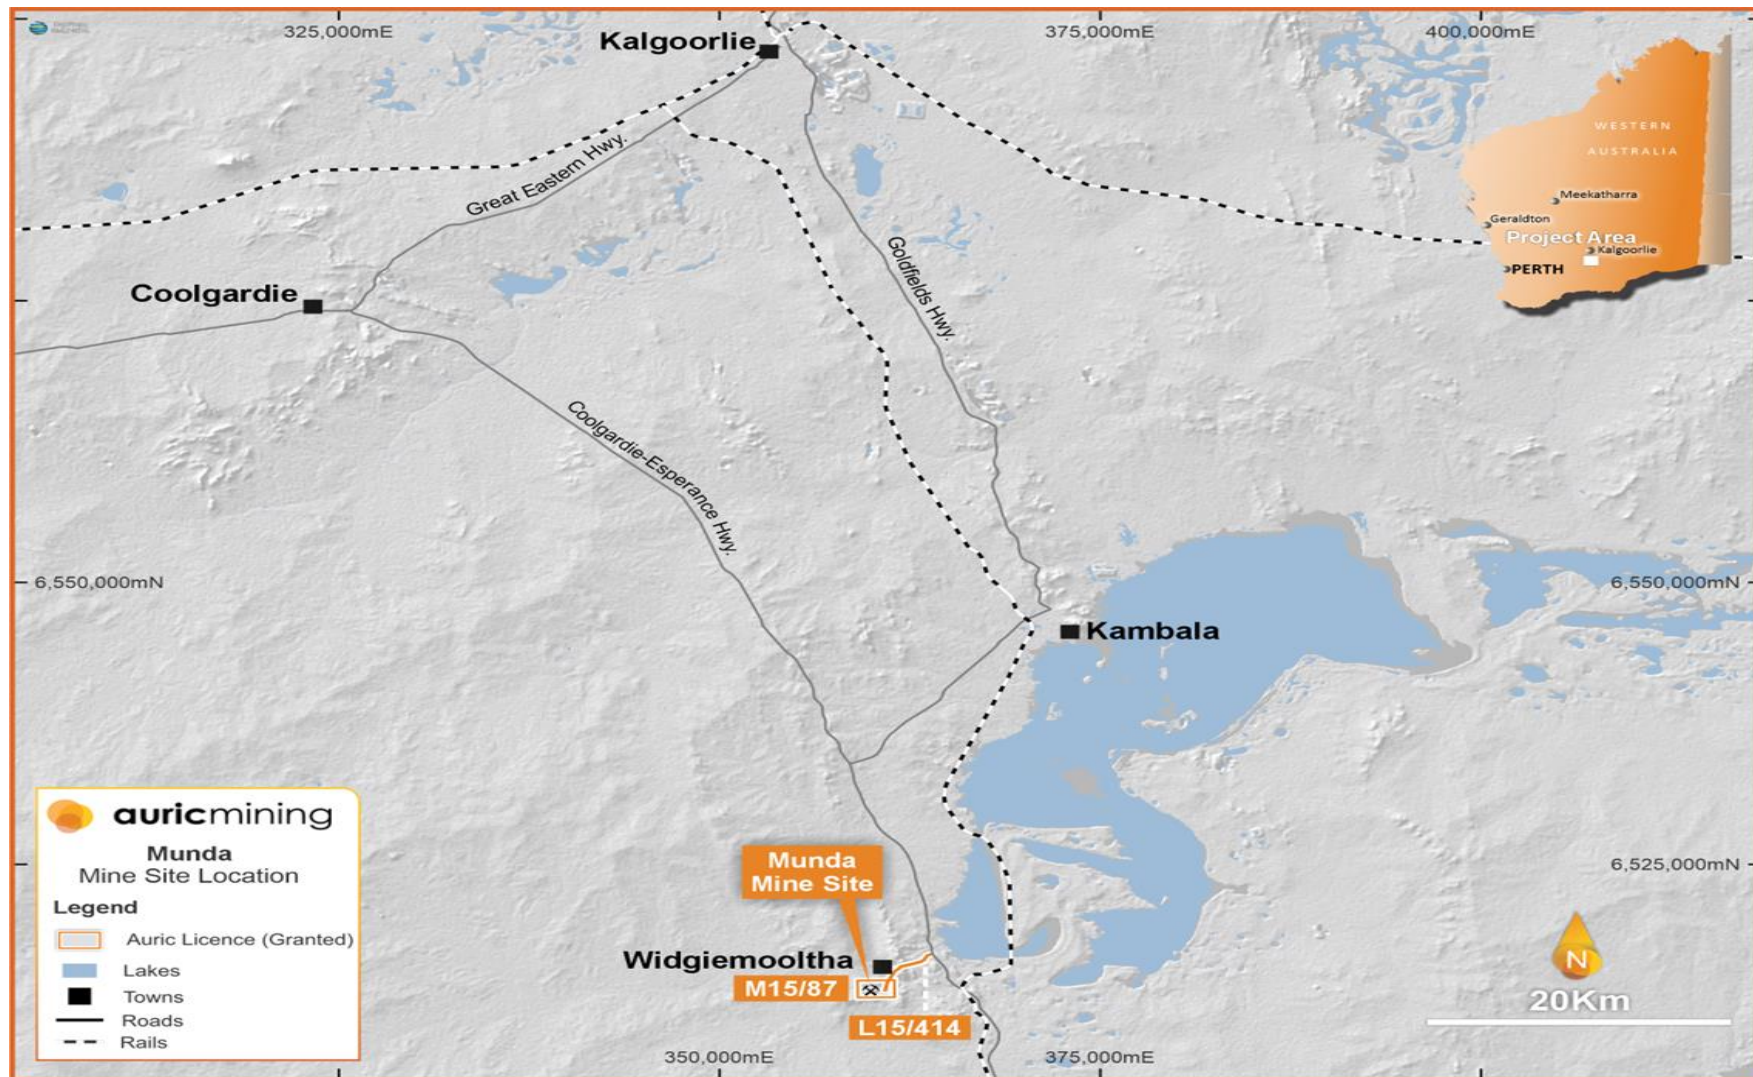 325,000mE
Kalgoorlie
375,000mE
400,000mE
WESTERN
AUSTRALIA
Meekatharra
Geraldton
Project Area
Kalgoorlie
PERTH
Great Eastern Hwy.
Goldfields Hwy.
Coolgardie
Coolgardie-Esperance Hwy.
6,550,000mN
6,550,000mN
Kambala
auricmining
Munda
Mine Site Location
Legend
Auric Licence (Granted)
Lakes
Towns
Roads
Rails
Munda
Mine Site
6,525,000mN
Widgiemooltha
M15/87
L15/414
N
20Km
350,000mE
375,000mE